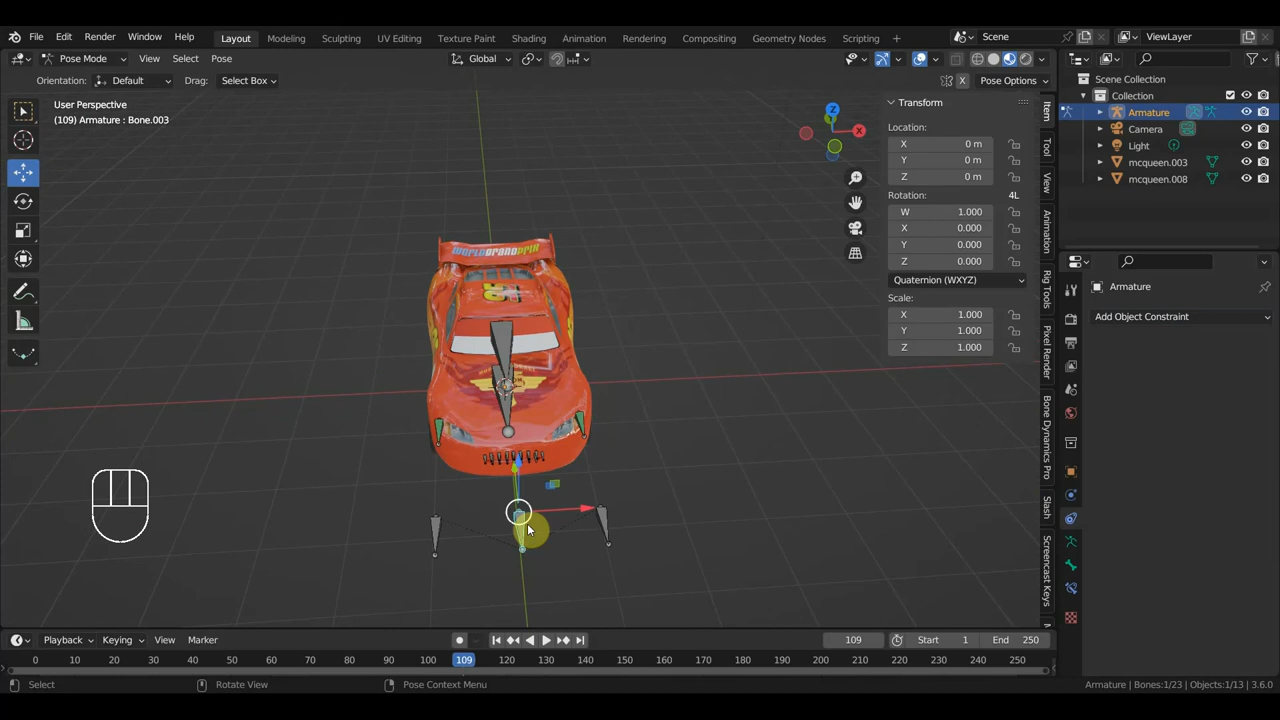 File Edit Render Window Help Layout Modeling Sculpting UV Editing Texture Paint Shading Animation Rendering Compositing Geometry Nodes Scripting + Scene ViewLayer
Pose Mode View Select Pose Global
Orientation: Default Drag: Select Box X Pose Options
User Perspective
(109) Armature : Bone.003
Z
X
WORLDGRANDPRIX
95
Transform
Location:
X 0 m
Y 0 m
Z 0 m
Rotation: 4L
W 1.000
X 0.000
Y 0.000
Z 0.000
Quaternion (WXYZ)
Scale:
X 1.000
Y 1.000
Z 1.000
Item
Tool
View
Animation
Rig Tools
Pixel Render
Bone Dynamics Pro
Slash
Screencast Keys
Scene Collection
Collection
Armature
Camera
Light
mcqueen.003
mcqueen.008
Armature
Add Object Constraint
Playback Keying View Marker 109 Start 1 End 250
0 10 20 30 40 50 60 70 80 90 100 109 120 130 140 150 160 170 180 190 200 210 220 230 240 250
Select Rotate View Pose Context Menu Armature | Bones:1/23 | Objects:1/13 | 3.6.0